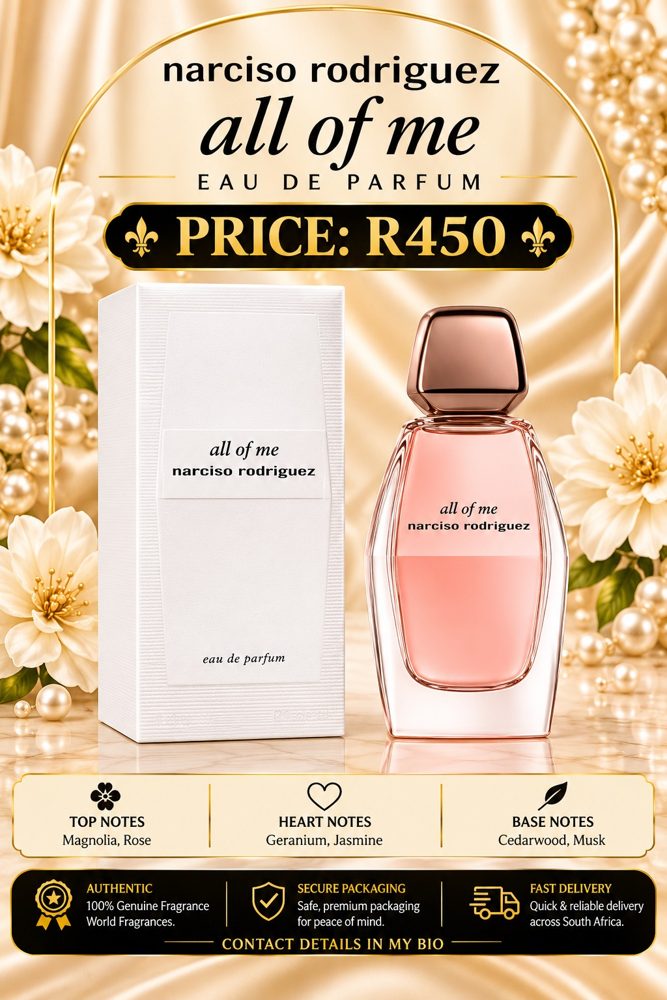 narciso rodriguez
all of me
EAU DE PARFUM
PRICE: R450
all of me
narciso rodriguez
eau de parfum
all of me
narciso rodriguez
TOP NOTES
Magnolia, Rose
HEART NOTES
Geranium, Jasmine
BASE NOTES
Cedarwood, Musk
AUTHENTIC
100% Genuine Fragrance
World Fragrances.
SECURE PACKAGING
Safe, premium packaging
for peace of mind.
FAST DELIVERY
Quick & reliable delivery
across South Africa.
CONTACT DETAILS IN MY BIO